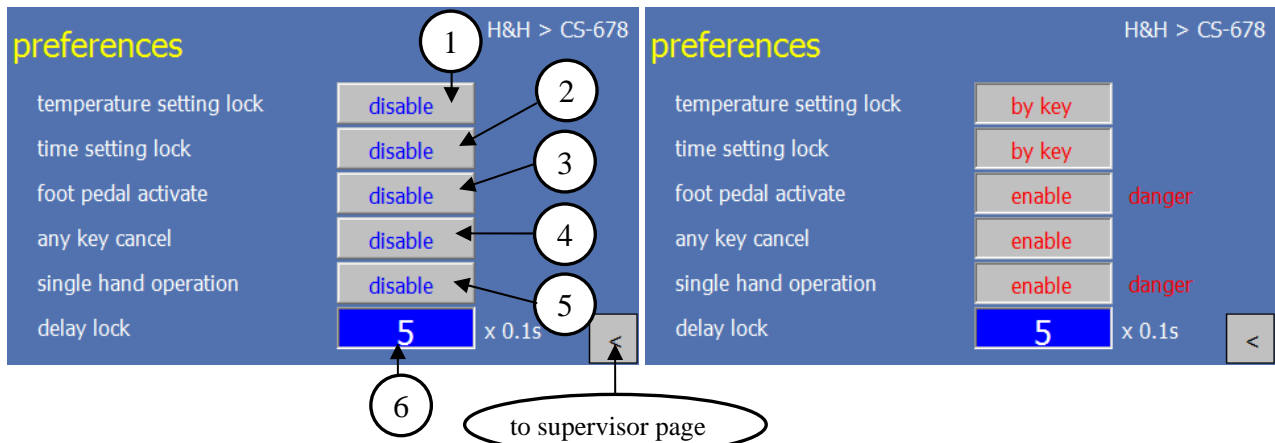 H&H > CS-678
preferences
1
temperature setting lock disable
2
time setting lock disable
3
foot pedal activate disable
4
any key cancel disable
single hand operation disable
5
delay lock 5 x 0.1s <
6
to supervisor page
H&H > CS-678
preferences
temperature setting lock by key
time setting lock by key
foot pedal activate enable danger
any key cancel enable
single hand operation enable danger
delay lock 5 x 0.1s <